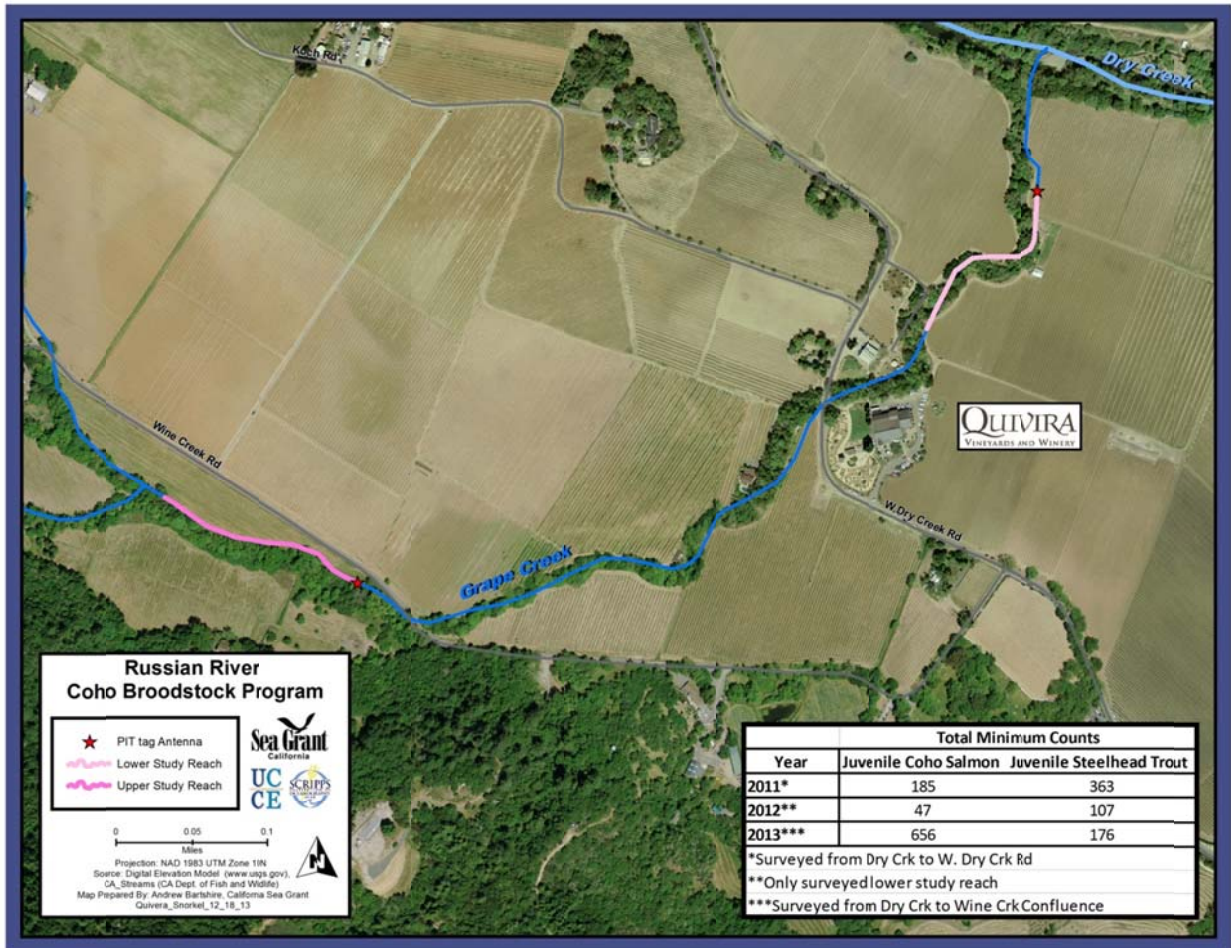 Koch Rd
Dry Creek
Wine Creek Rd
QUIVIRA
VINEYARDS AND WINERY
W.Dry Creek Rd
Grape Creek
Russian River
Coho Broodstock Program
PIT tag Antenna
Lower Study Reach
Upper Study Reach
Sea Grant
California
UC
CE
SCRIPPS
0 0.05 0.1
Miles
N
Projection: NAD 1983 UTM Zone 1IN
Source: Digital Elevation Model (www.usgs.gov),
CA_Streams (CA Dept. of Fish and Widlife)
Map Prepared By: Andrew Bartshire, California Sea Grant
Quivera_Snorkel_12_18_13
Total Minimum Counts
Year Juvenile Coho Salmon Juvenile Steelhead Trout
2011* 185 363
2012** 47 107
2013*** 656 176
*Surveyed from Dry Crk to W. Dry Crk Rd
**Only surveyed lower study reach
***Surveyed from Dry Crk to Wine Crk Confluence